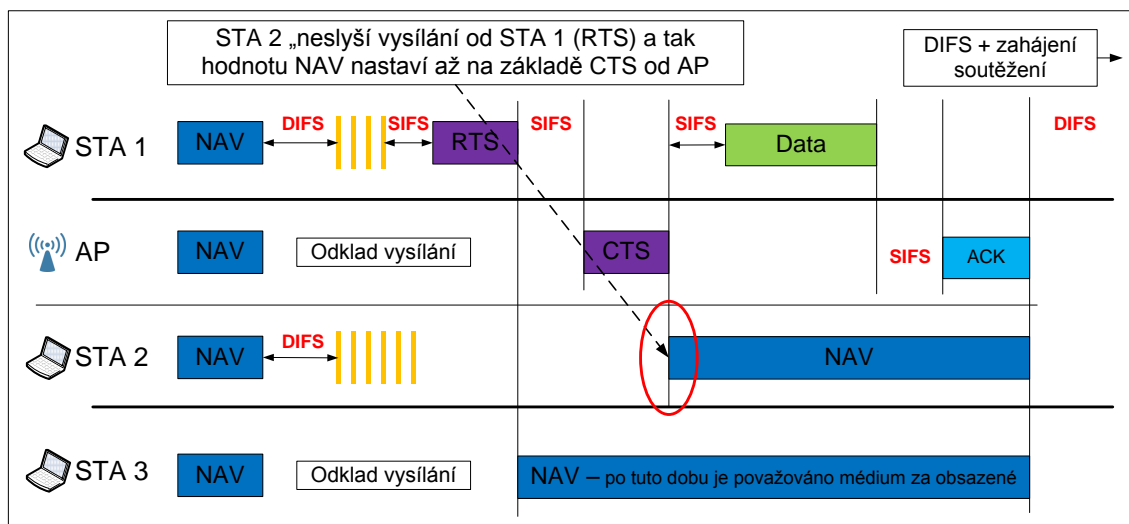 STA 2 „neslyší vysílání od STA 1 (RTS) a tak
hodnotu NAV nastaví až na základě CTS od AP
DIFS + zahájení
soutěžení
STA 1
NAV
DIFS
SIFS
RTS
SIFS
SIFS
Data
DIFS
AP
NAV
Odklad vysílání
CTS
SIFS
ACK
STA 2
NAV
DIFS
NAV
STA 3
NAV
Odklad vysílání
NAV – po tuto dobu je považováno médium za obsazené